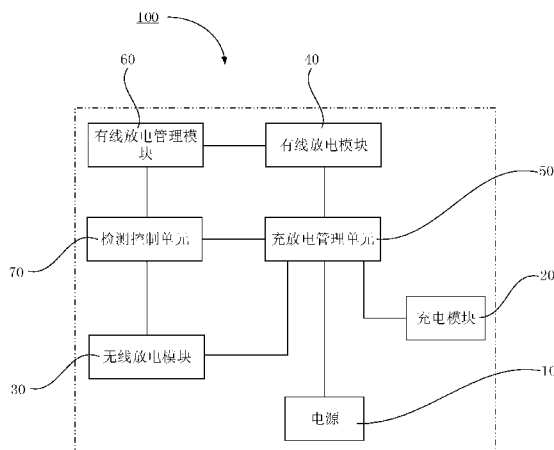 100
60
40
有线放电管理模
块
有线放电模块
50
检测控制单元
充放电管理单元
70
20
充电模块
无线放电模块
30
10
电源